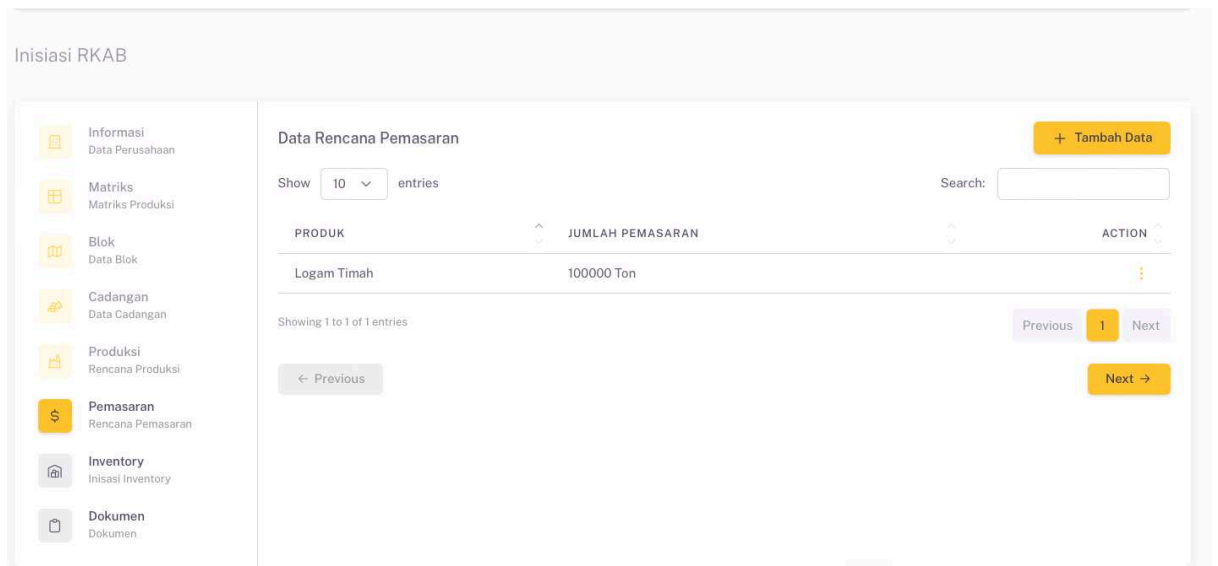 Inisiasi RKAB
Informasi
Data Perusahaan
Matriks
Matriks Produksi
Blok
Data Blok
Cadangan
Data Cadangan
Produksi
Rencana Produksi
Pemasaran
Rencana Pemasaran
Inventory
Inisasi Inventory
Dokumen
Dokumen
Data Rencana Pemasaran
+ Tambah Data
Show 10 entries
Search:
PRODUK JUMLAH PEMASARAN ACTION
Logam Timah 100000 Ton
Showing 1 to 1 of 1 entries
Previous 1 Next
← Previous
Next →